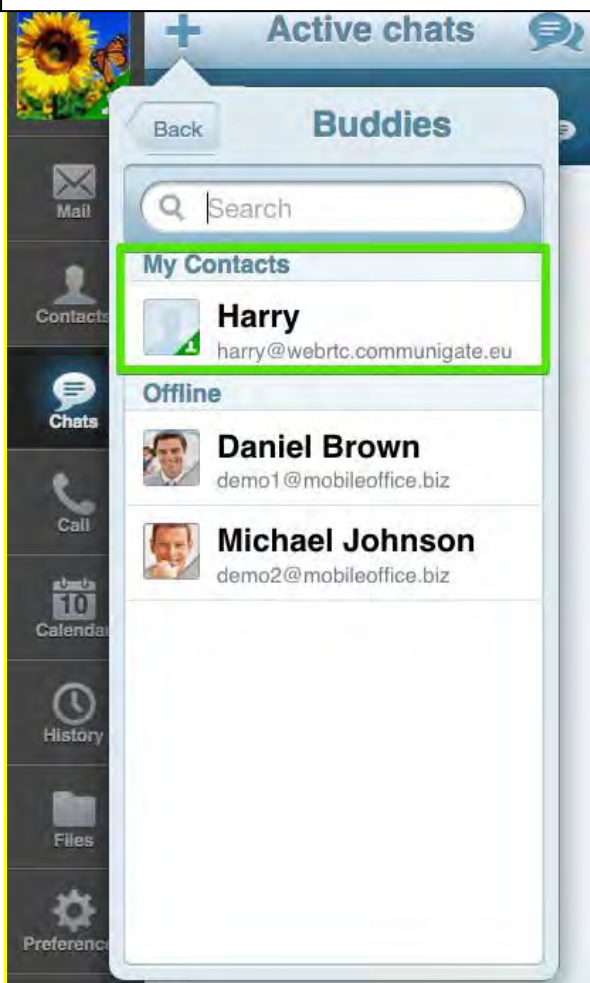 Active chats
Back
Buddies
Search
My Contacts
Harry
harry@webrtc.communigate.eu
Offline
Daniel Brown
demo1@mobileoffice.biz
Michael Johnson
demo2@mobileoffice.biz
Mail
Contacts
Chats
Call
10
Calendar
History
Files
Preference